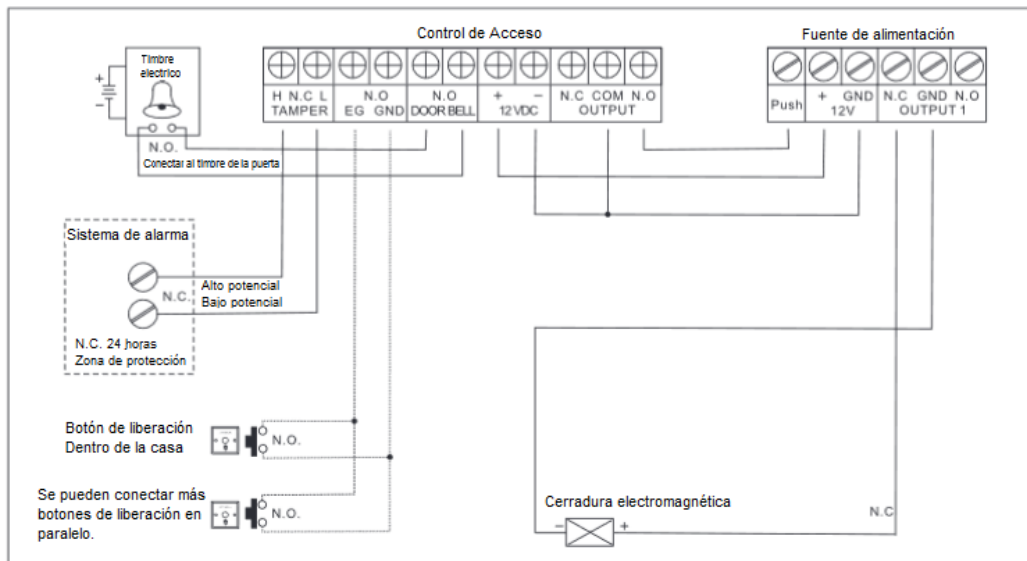 Control de Acceso
Fuente de alimentación
Timbre
electrico
+
−
N.O.
Conectar al timbre de la puerta
H N.C L
TAMPER
N.O
EG GND
N.O
DOOR BELL
+ −
12VDC
N.C COM N.O
OUTPUT
Push
+ GND
12V
N.C GND N.O
OUTPUT 1
Sistema de alarma
Alto potencial
N.C.
Bajo potencial
N.C. 24 horas
Zona de protección
Botón de liberación
Dentro de la casa
N.O.
Se pueden conectar más
botones de liberación en
paralelo.
N.O.
Cerradura electromagnética
− +
N.C